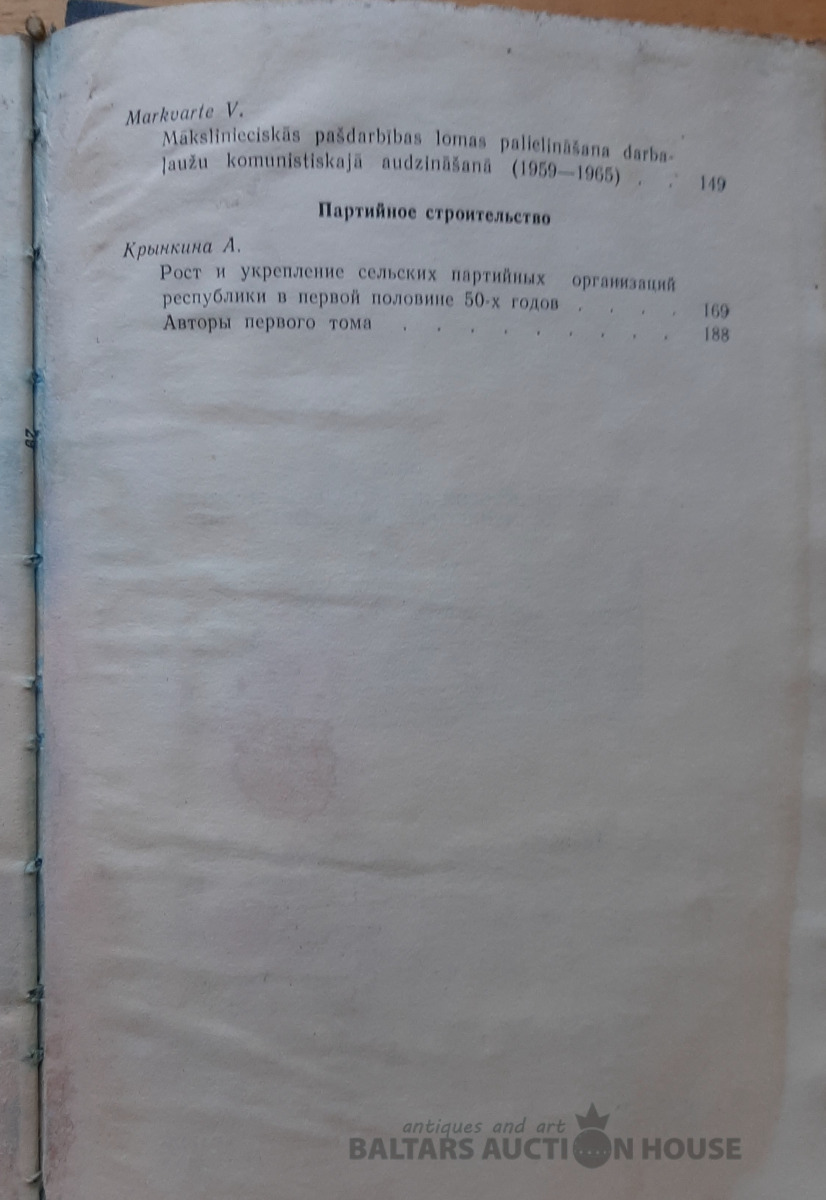 Markvarte V.
Mākslinieciskās pašdarbības lomas palielināšana darba-
ļaužu komunistiskajā audzināšanā (1959—1965) . . 149
Партийное строительство
Крынкина А.
Рост и укрепление сельских партийных организаций
республики в первой половине 50-х годов . . . . 169
Авторы первого тома . . . . . . . . . 188
antiques and art
BALTARS AUCTION HOUSE